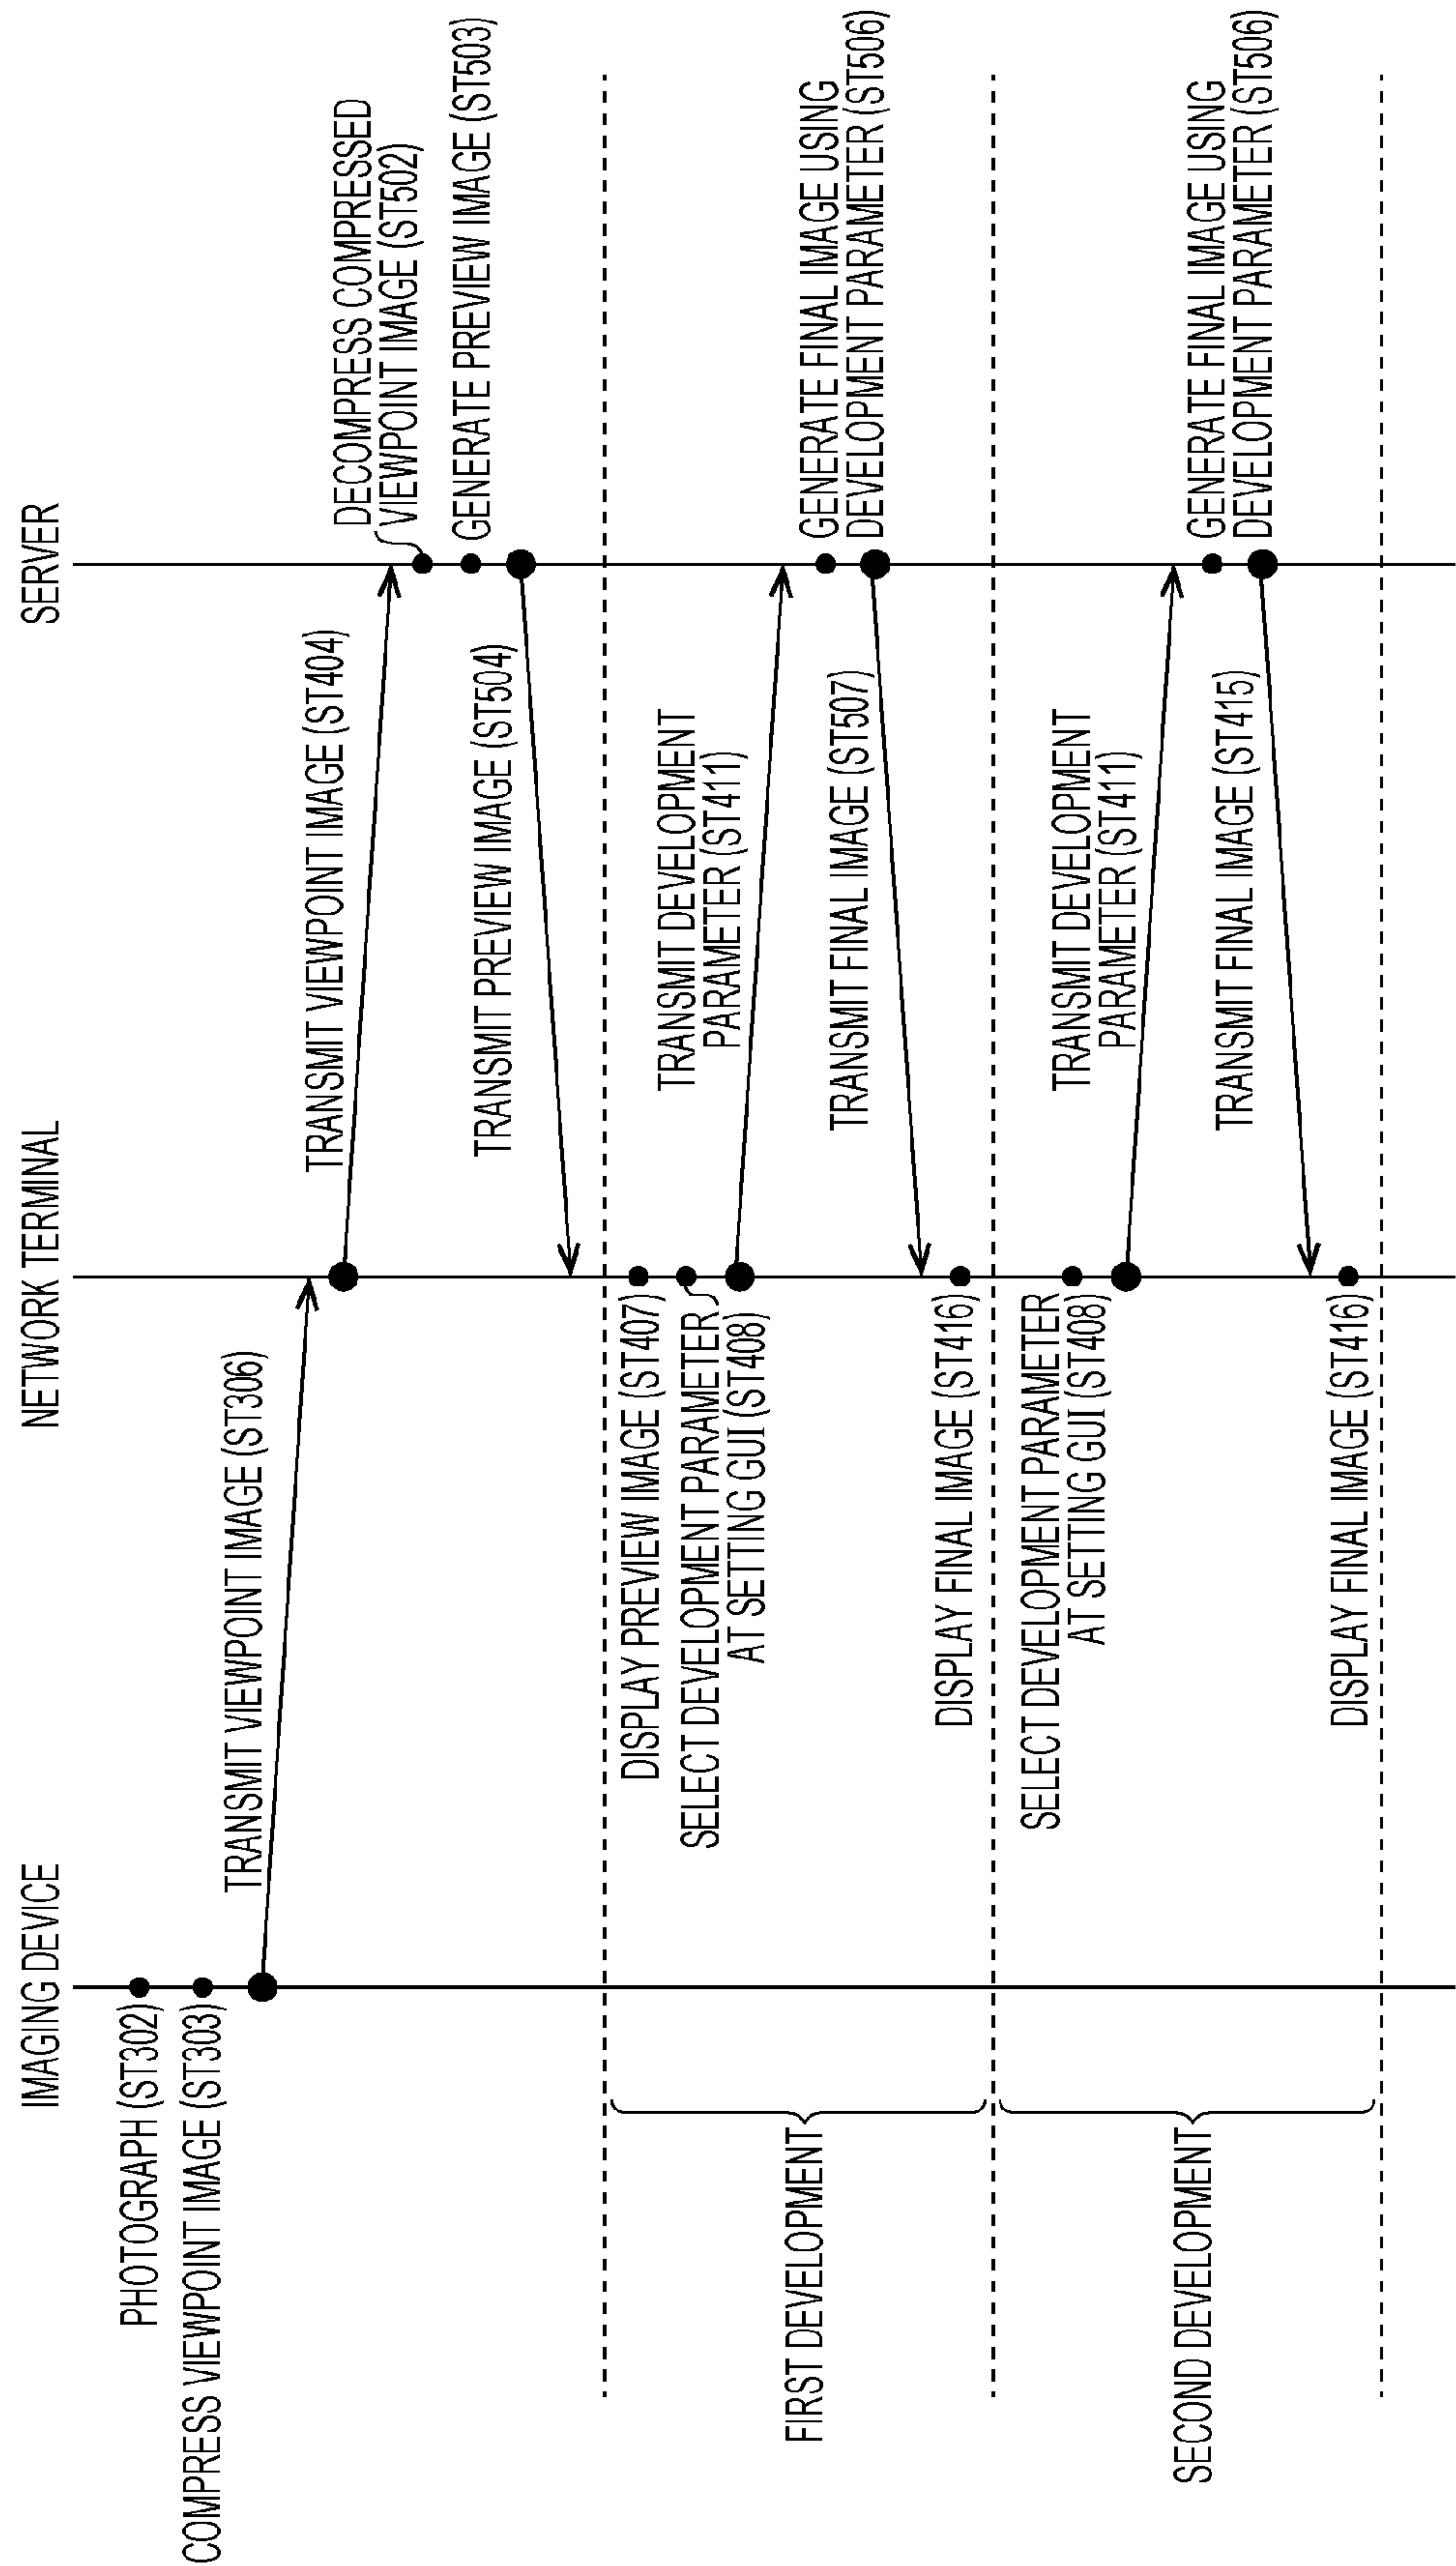 IMAGING DEVICE
NETWORK TERMINAL
SERVER
PHOTOGRAPH (ST302)
COMPRESS VIEWPOINT IMAGE (ST303)
TRANSMIT VIEWPOINT IMAGE (ST306)
TRANSMIT VIEWPOINT IMAGE (ST404)
DECOMPRESS COMPRESSED
VIEWPOINT IMAGE (ST502)
GENERATE PREVIEW IMAGE (ST503)
TRANSMIT PREVIEW IMAGE (ST504)
FIRST DEVELOPMENT
DISPLAY PREVIEW IMAGE (ST407)
SELECT DEVELOPMENT PARAMETER
AT SETTING GUI (ST408)
TRANSMIT DEVELOPMENT
PARAMETER (ST411)
GENERATE FINAL IMAGE USING
DEVELOPMENT PARAMETER (ST506)
TRANSMIT FINAL IMAGE (ST507)
DISPLAY FINAL IMAGE (ST416)
SECOND DEVELOPMENT
SELECT DEVELOPMENT PARAMETER
AT SETTING GUI (ST408)
TRANSMIT DEVELOPMENT
PARAMETER (ST411)
GENERATE FINAL IMAGE USING
DEVELOPMENT PARAMETER (ST506)
TRANSMIT FINAL IMAGE (ST415)
DISPLAY FINAL IMAGE (ST416)